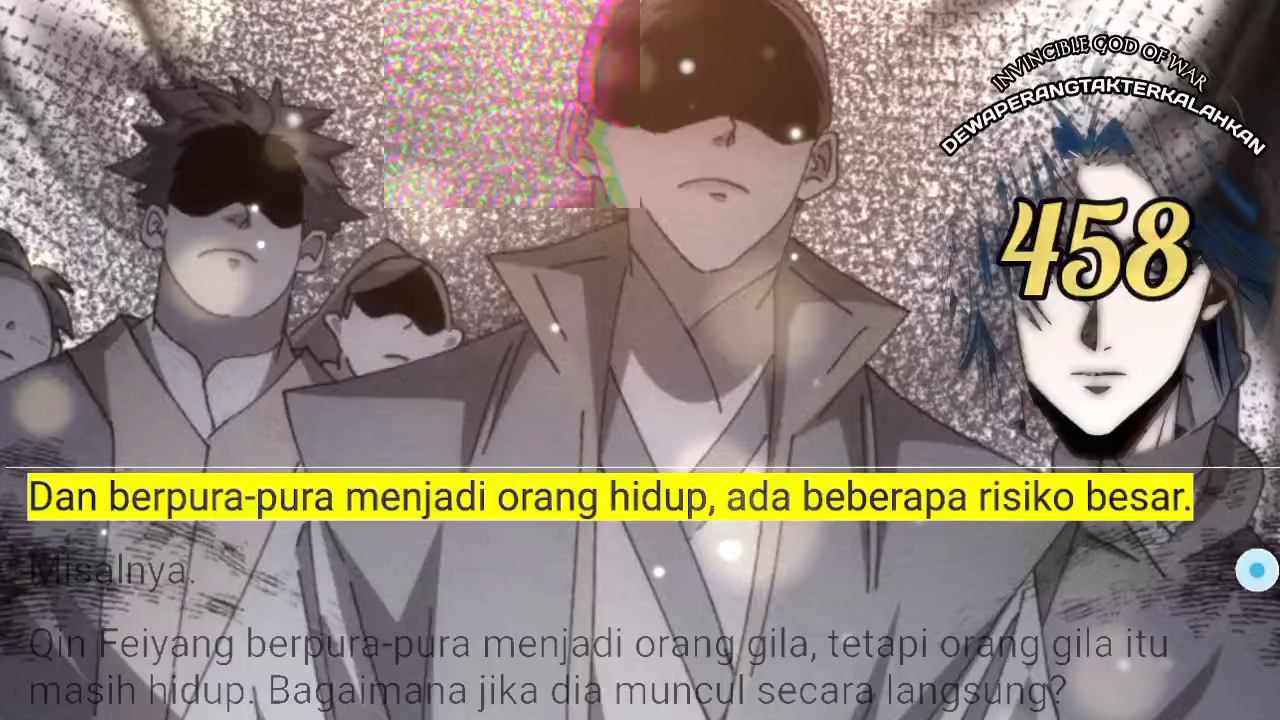 INVINCIBLE GOD OF WAR
DEWAPERANGTAKTERKALAHKAN
458
Dan berpura-pura menjadi orang hidup, ada beberapa risiko besar.
Misalnya.
Qin Feiyang berpura-pura menjadi orang gila, tetapi orang gila itu
masih hidup. Bagaimana jika dia muncul secara langsung?